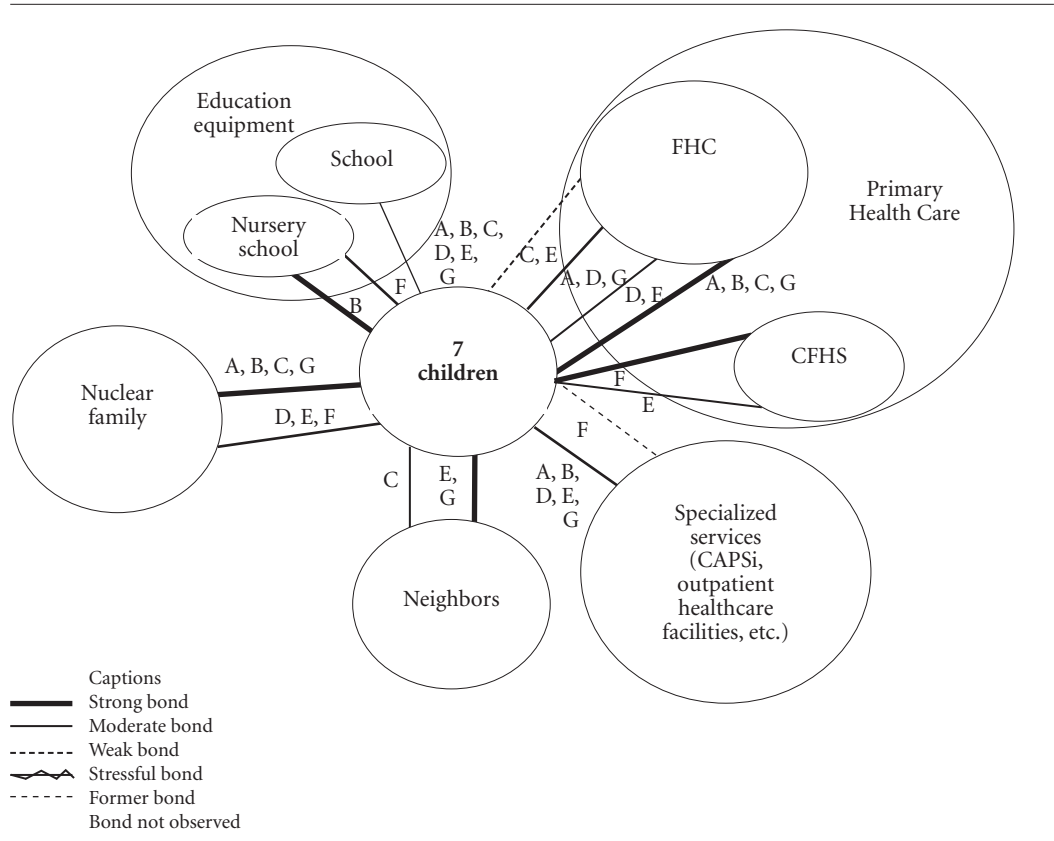 Education
equipment
School
Nursery
school
FHC
Primary
Health Care
CFHS
A, B, C,
D, E,
G
C, E
A, D, G
D, E
A, B, C, G
F
B
7
children
Nuclear
family
A, B, C, G
D, E, F
F
E
F
C
E,
G
A, B,
D, E,
G
Neighbors
Specialized
services
(CAPSi,
outpatient
healthcare
facilities, etc.)
Captions
Strong bond
Moderate bond
Weak bond
Stressful bond
Former bond
Bond not observed